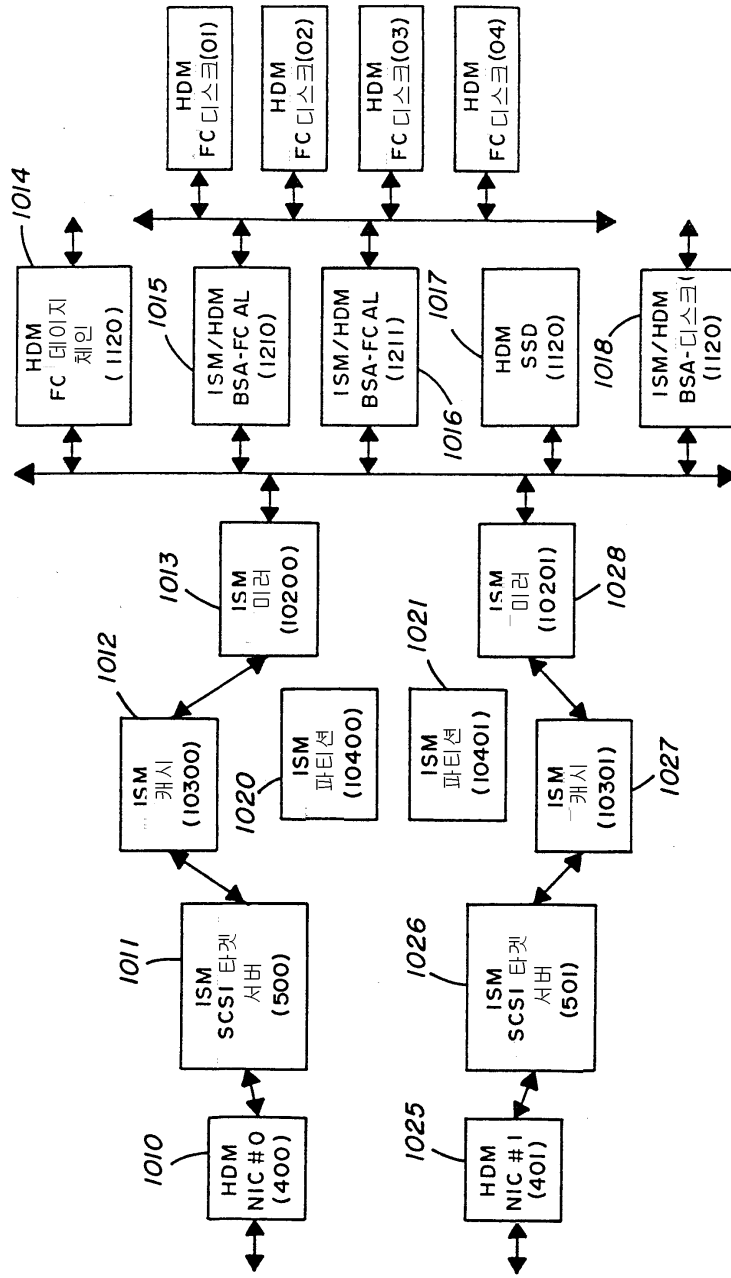 1025
HDM
NIC #1
(401)
1010
HDM
NIC #0
(400)
1026
ISM
SCSI 타겟
서버
(501)
1011
ISM
SCSI 타겟
서버
(500)
1027
ISM
캐시
(10301)
1021
ISM
파티션
(10401)
1020
ISM
파티션
(10400)
1012
ISM
캐시
(10300)
1028
ISM
미러
(10201)
1013
ISM
미러
(10200)
1018
ISM/HDM
BSA-디스크(
(1120)
1017
HDM
SSD
(1120)
1016
ISM/HDM
BSA-FC AL
(1211)
1015
ISM/HDM
BSA-FC AL
(1210)
1014
HDM
FC 데이지
체인
(1120)
HDM
FC 디스크(04)
HDM
FC 디스크(03)
HDM
FC 디스크(02)
HDM
FC 디스크(01)